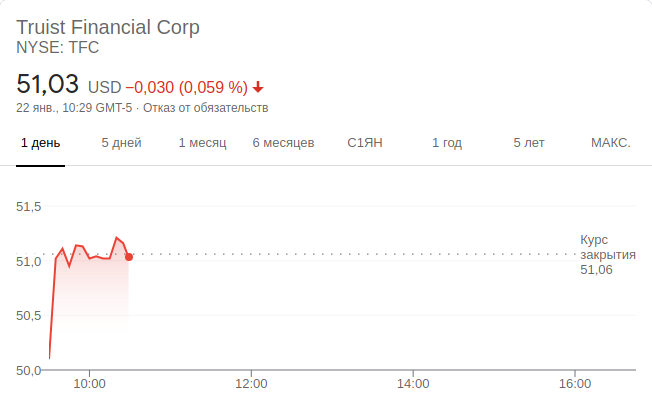 Truist Financial Corp
NYSE: TFC
51,03 USD −0,030 (0,059 %)
22 янв., 10:29 GMT-5 · Отказ от обязательств
1 день 5 дней 1 месяц 6 месяцев С1ЯН 1 год 5 лет МАКС.
51,5
Курс
закрытия
51,06
51,0
50,5
50,0
10:00 12:00 14:00 16:00